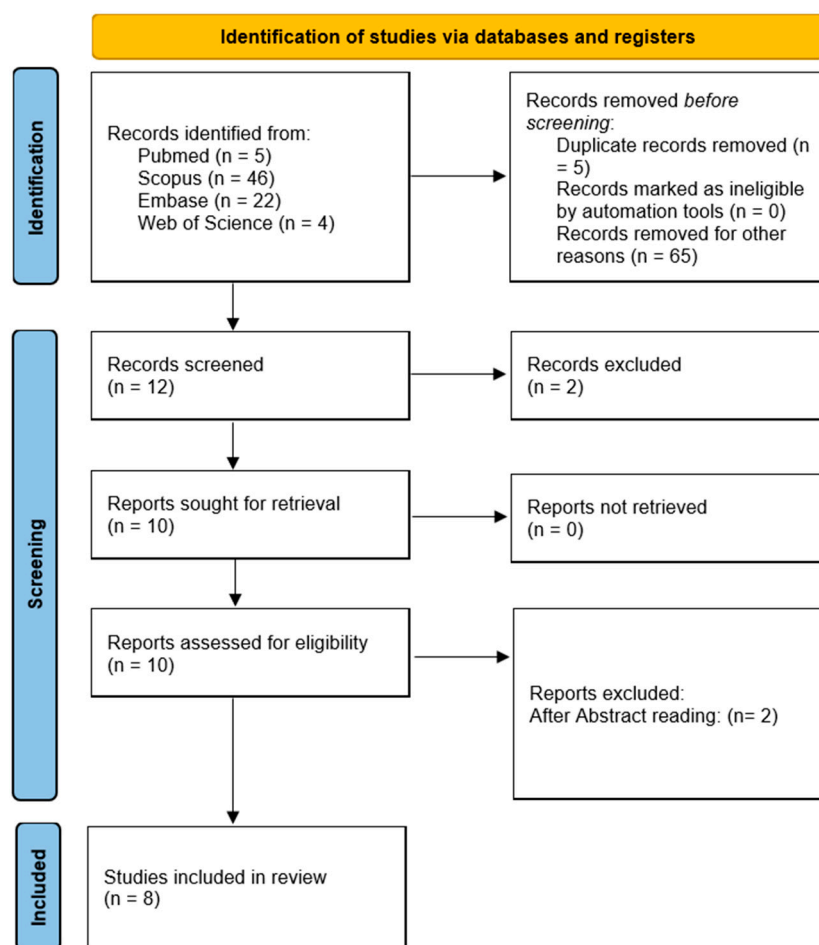 Identification of studies via databases and registers
Identification
Records identified from:
Pubmed (n = 5)
Scopus (n = 46)
Embase (n = 22)
Web of Science (n = 4)
Records removed before
screening:
Duplicate records removed (n
= 5)
Records marked as ineligible
by automation tools (n = 0)
Records removed for other
reasons (n = 65)
Screening
Records screened
(n = 12)
Records excluded
(n = 2)
Reports sought for retrieval
(n = 10)
Reports not retrieved
(n = 0)
Reports assessed for eligibility
(n = 10)
Reports excluded:
After Abstract reading: (n= 2)
Included
Studies included in review
(n = 8)